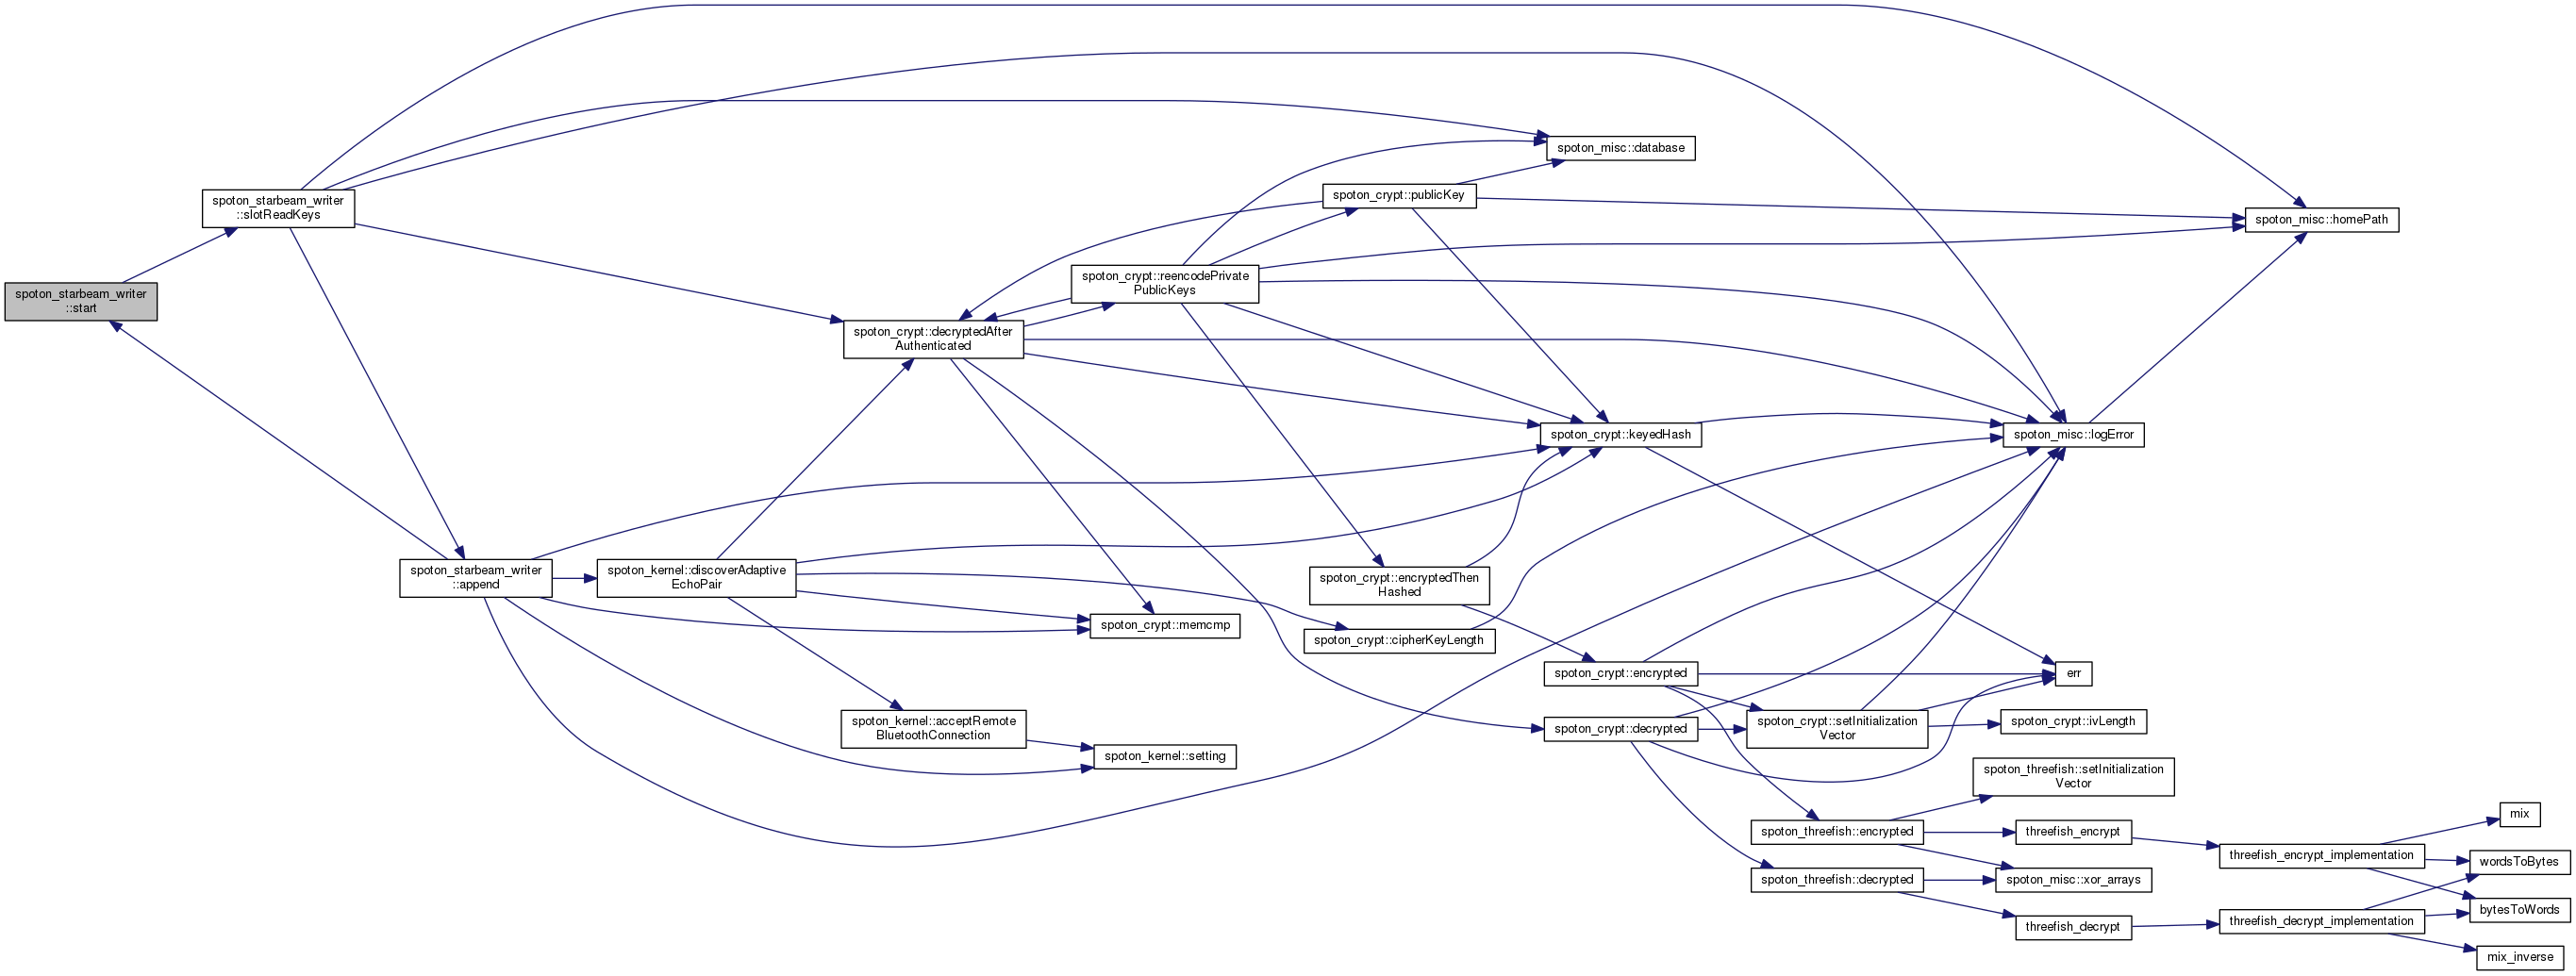 spoton_starbeam_writer
::start
spoton_starbeam_writer
::slotReadKeys
spoton_starbeam_writer
::append
spoton_kernel::discoverAdaptive
EchoPair
spoton_crypt::decryptedAfter
Authenticated
spoton_kernel::acceptRemote
BluetoothConnection
spoton_crypt::reencodePrivate
PublicKeys
spoton_crypt::memcmp
spoton_kernel::setting
spoton_crypt::publicKey
spoton_crypt::encryptedThen
Hashed
spoton_crypt::cipherKeyLength
spoton_misc::database
spoton_crypt::keyedHash
spoton_crypt::encrypted
spoton_crypt::decrypted
spoton_crypt::setInitialization
Vector
spoton_threefish::encrypted
spoton_threefish::decrypted
spoton_misc::homePath
spoton_misc::logError
err
spoton_crypt::ivLength
spoton_threefish::setInitialization
Vector
threefish_encrypt
spoton_misc::xor_arrays
threefish_decrypt
threefish_encrypt_implementation
threefish_decrypt_implementation
mix
wordsToBytes
bytesToWords
mix_inverse